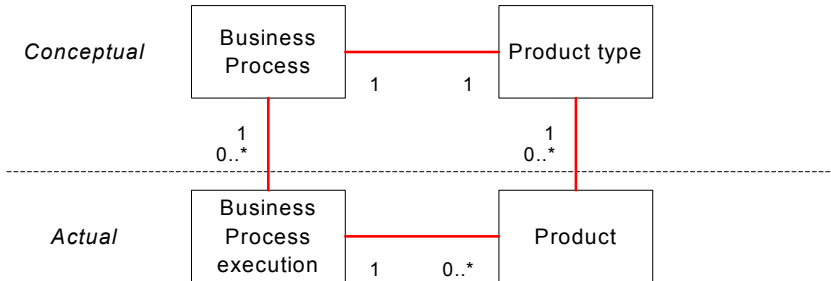 Conceptual
Business
Process
Product type
1
1
1
0..*
1
0..*
Actual
Business
Process
execution
Product
1
0..*